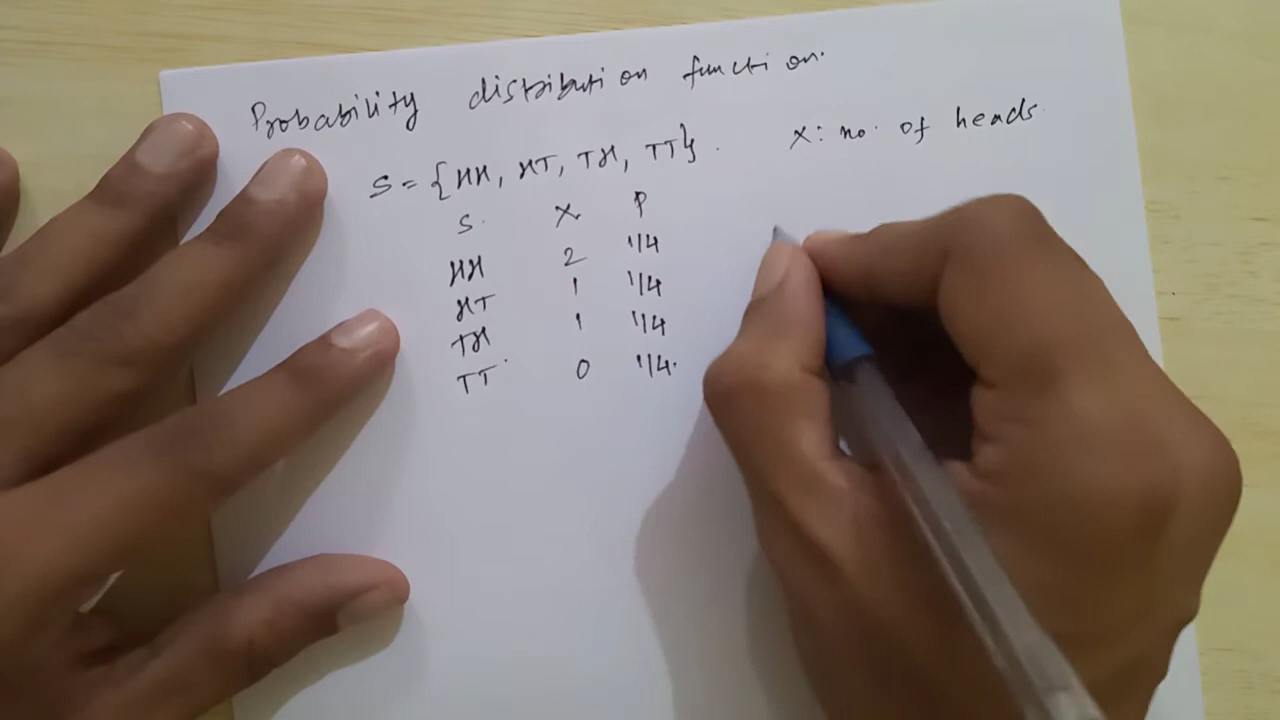 Probability distribution function.
S = {HH, HT, TH, TT}. X: no. of heads.
S. X P
HH 2 1/4
HT 1 1/4
TH 1 1/4
TT 0 1/4.